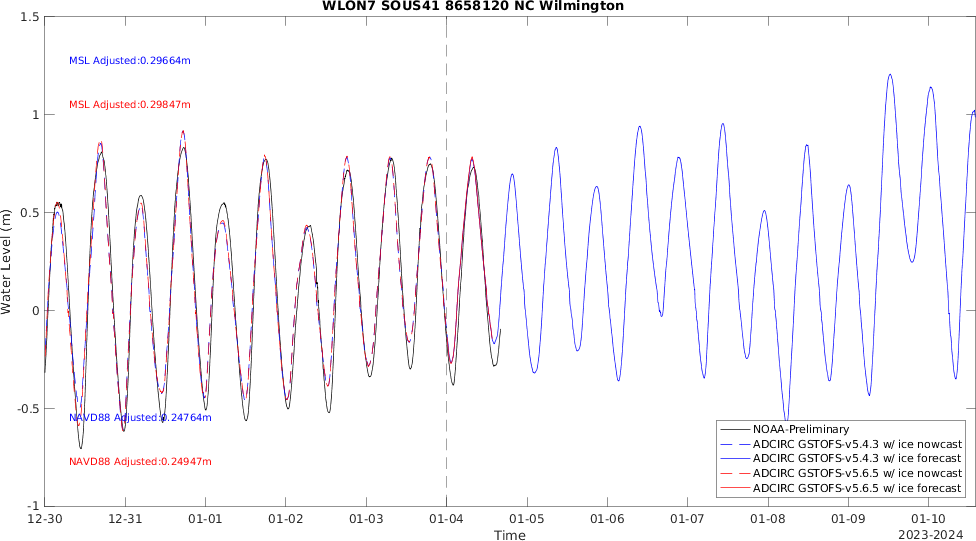 WLON7 SOUS41 8658120 NC Wilmington
1.5
1
0.5
0
-0.5
-1
Water Level (m)
MSL Adjusted:0.29664m
MSL Adjusted:0.29847m
NAVD88 Adjusted:0.24764m
NAVD88 Adjusted:0.24947m
NOAA-Preliminary
ADCIRC GSTOFS-v5.4.3 w/ ice nowcast
ADCIRC GSTOFS-v5.4.3 w/ ice forecast
ADCIRC GSTOFS-v5.6.5 w/ ice nowcast
ADCIRC GSTOFS-v5.6.5 w/ ice forecast
12-30 12-31 01-01 01-02 01-03 01-04 01-05 01-06 01-07 01-08 01-09 01-10
2023-2024
Time